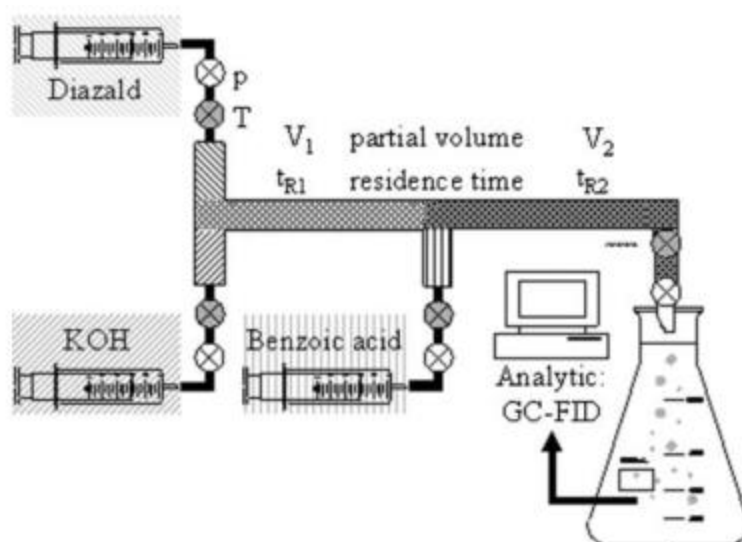 Diazald
p
T
V1 partial volume V2
tR1 residence time tR2
KOH
Benzoic acid
Analytic:
GC-FID